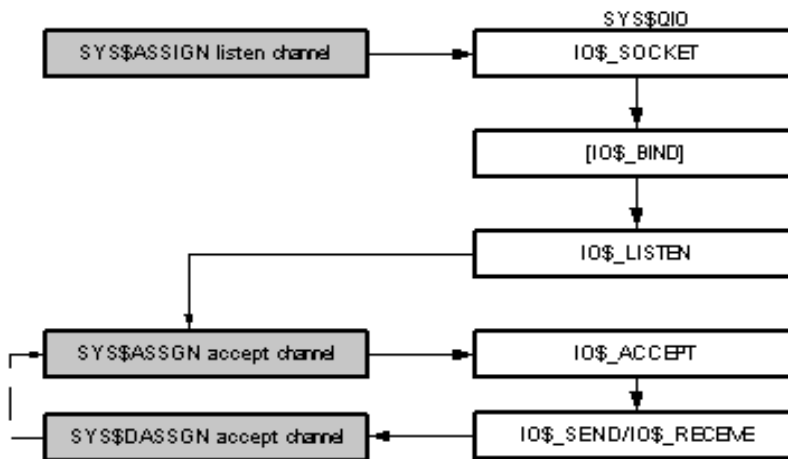 SYS$QIO
SYS$ASSIGN listen channel
IO$_SOCKET
[IO$_BIND]
IO$_LISTEN
SYS$ASSGN accept channel
IO$_ACCEPT
SYS$DASSGN accept channel
IO$_SEND/IO$_RECEIVE